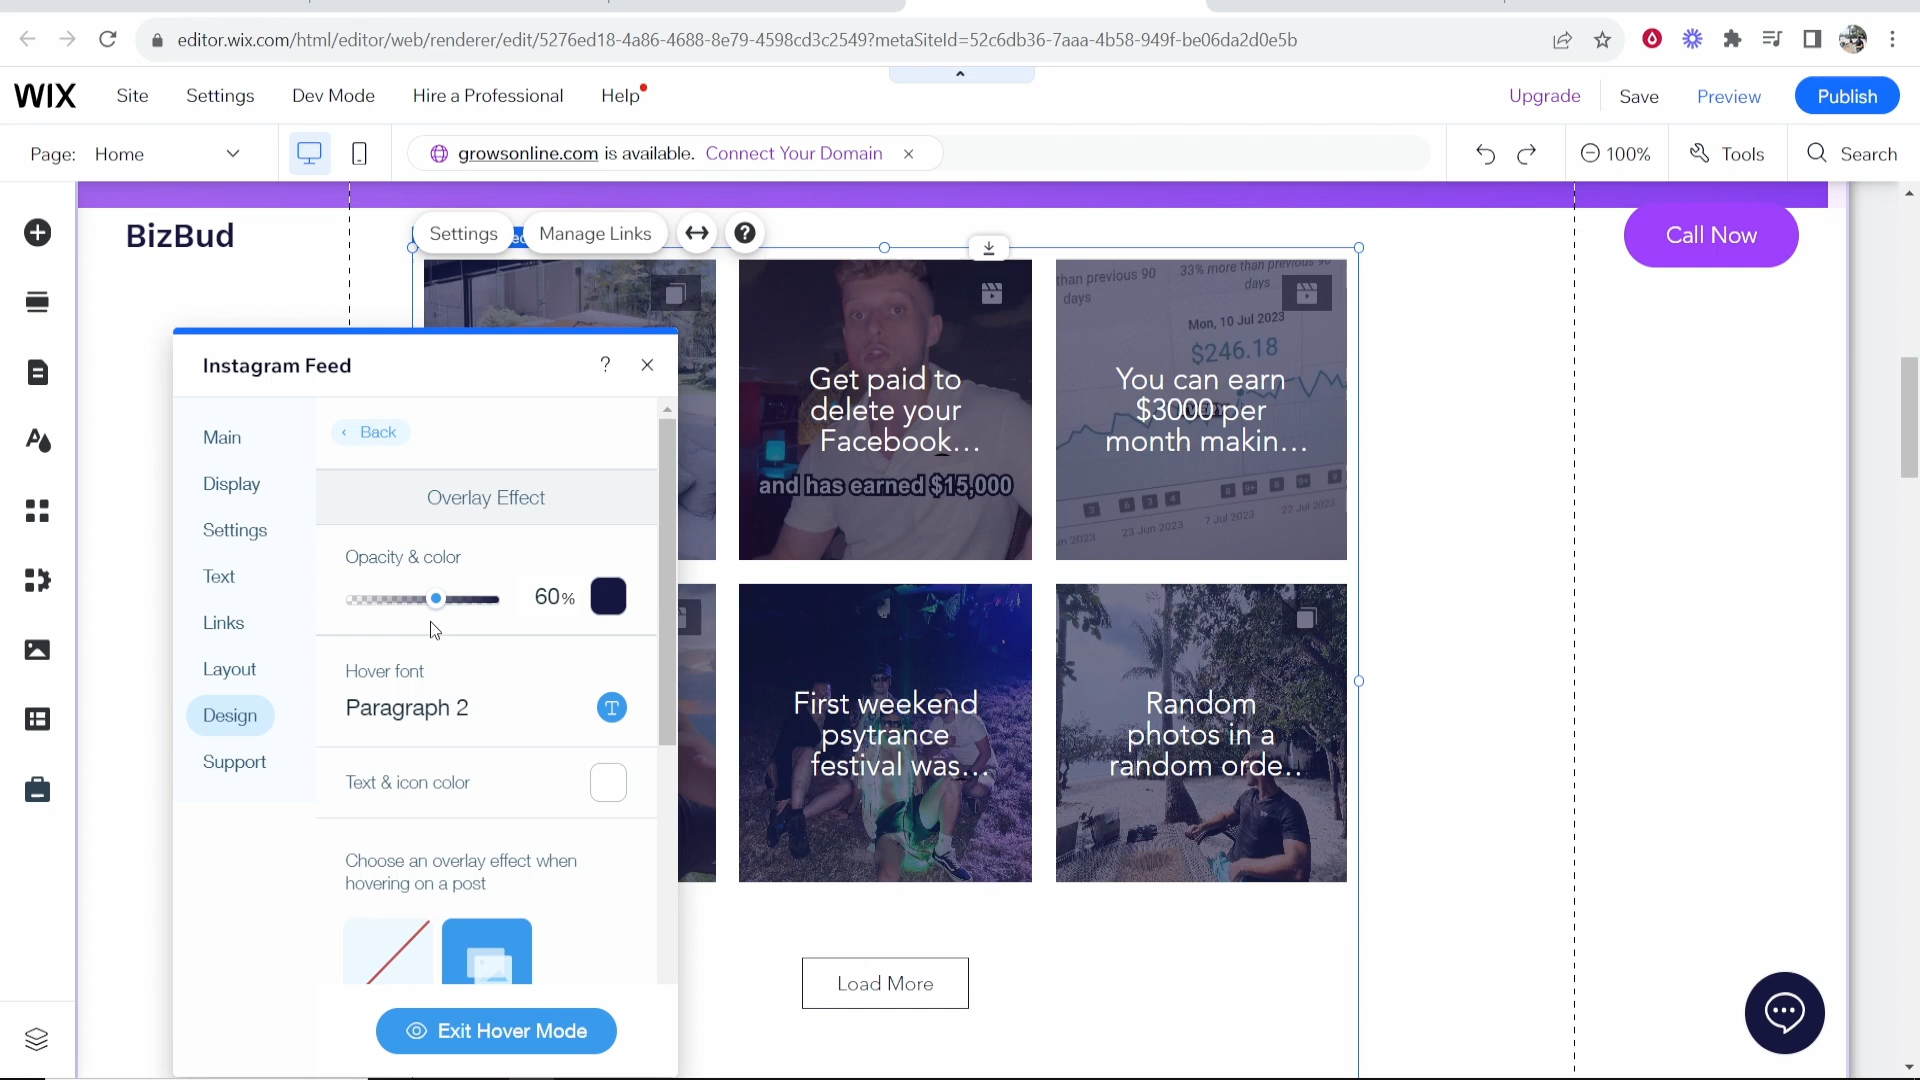 editor.wix.com/html/editor/web/renderer/edit/5276ed18-4a86-4688-8e79-4598cd3c2549?metaSiteId=52c6db36-7aaa-4b58-949f-be06da2d0e5b
WIX
Site
Settings
Dev Mode
Hire a Professional
Help
Upgrade
Save
Preview
Publish
Page: Home
growsonline.com is available. Connect Your Domain
100%
Tools
Search
BizBud
Settings
Manage Links
Call Now
than previous 90
days
33% more than previous 90
days
Mon, 10 Jul 2023
$246.18
Get paid to
delete your
Facebook...
and has earned $15,000
You can earn
$3000 per
month makin...
23 Jun 2023
7 Jul 2023
22 Jul 2023
Instagram Feed
?
Main
Display
Settings
Text
Links
Layout
Design
Support
Back
Overlay Effect
Opacity & color
60%
Hover font
Paragraph 2
T
Text & icon color
Choose an overlay effect when
hovering on a post
Exit Hover Mode
First weekend
psytrance
festival was...
Random
photos in a
random orde...
Load More